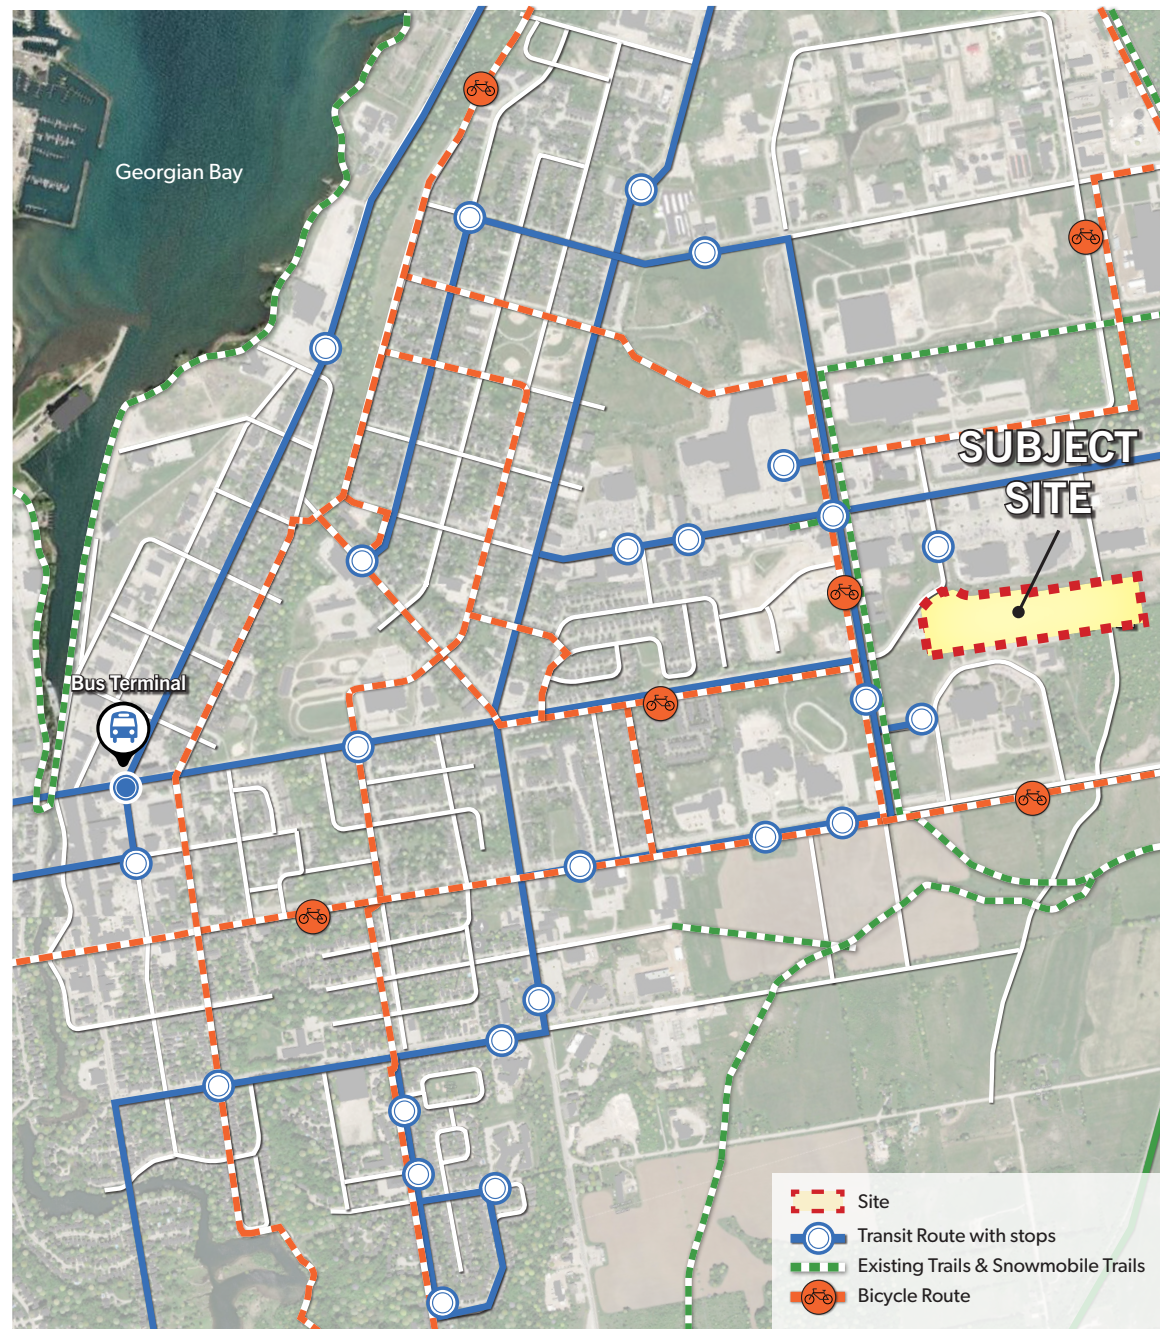 Georgian Bay
SUBJECT
SITE
Bus Terminal
Site
Transit Route with stops
Existing Trails & Snowmobile Trails
Bicycle Route